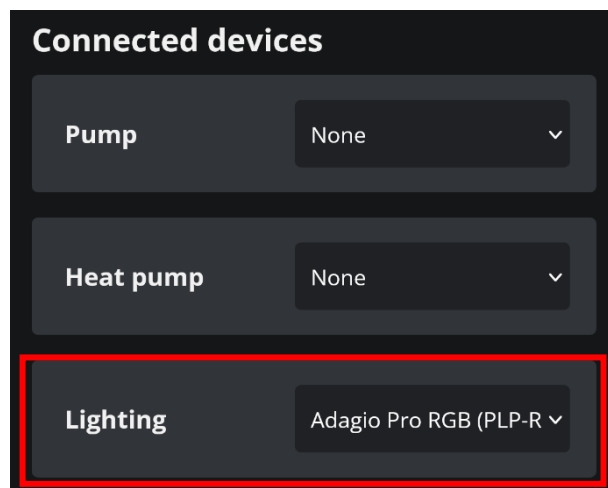 Connected devices
Pump None
Heat pump None
Lighting Adagio Pro RGB (PLP-R